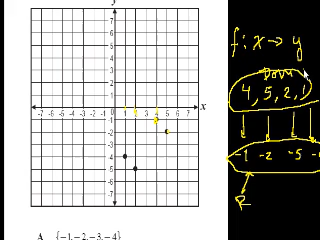 y
7
6
5
4
3
2
1
-7 -6 -5 -4 -3 -2 -1 1 2 3 4 5 6 7 x
-1
-2
-3
-4
-5
-6
-7
A {-1, -2, -3, -4}
f: x → y
4, 5, 2, 1
-1 -2 -5
R